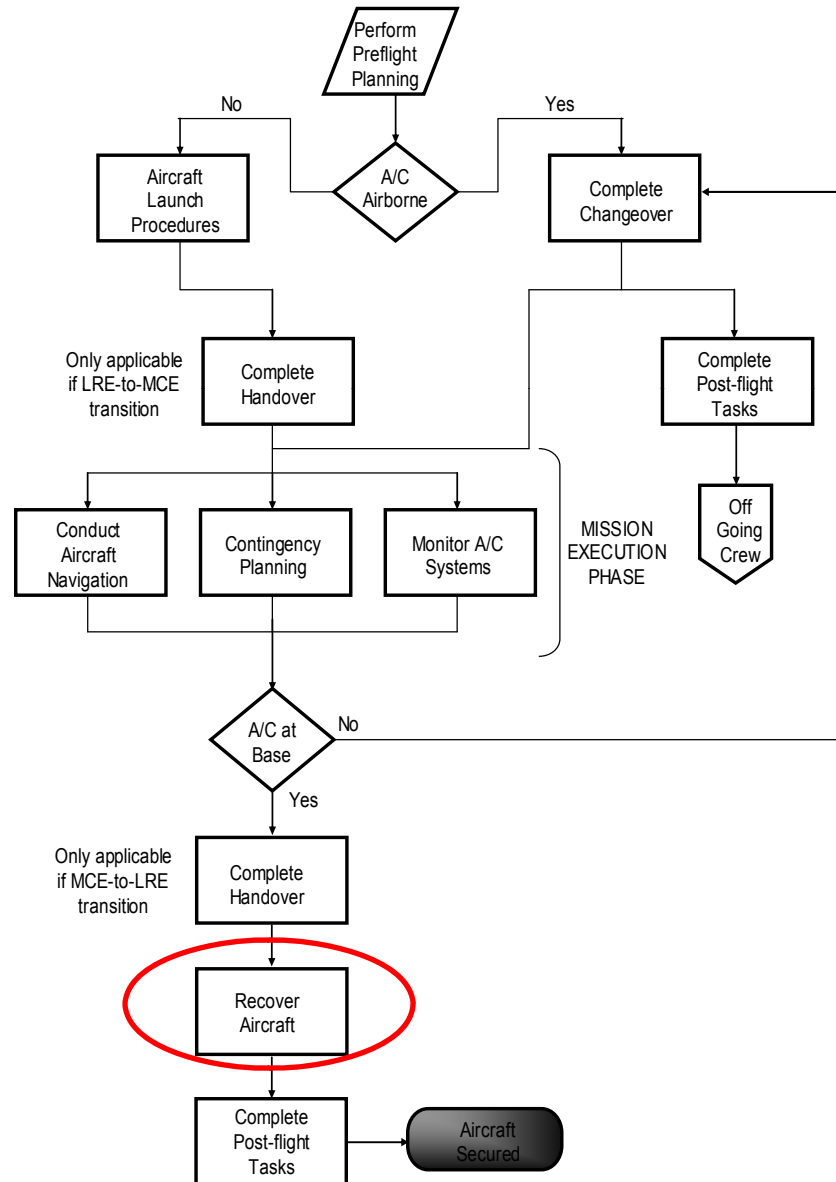 Perform
Preflight
Planning
No
Yes
Aircraft
Launch
Procedures
A/C
Airborne
Complete
Changeover
Only applicable
if LRE-to-MCE
transition
Complete
Handover
Complete
Post-flight
Tasks
Conduct
Aircraft
Navigation
Contingency
Planning
Monitor A/C
Systems
MISSION
EXECUTION
PHASE
Off
Going
Crew
A/C at
Base
No
Yes
Only applicable
if MCE-to-LRE
transition
Complete
Handover
Recover
Aircraft
Complete
Post-flight
Tasks
Aircraft
Secured